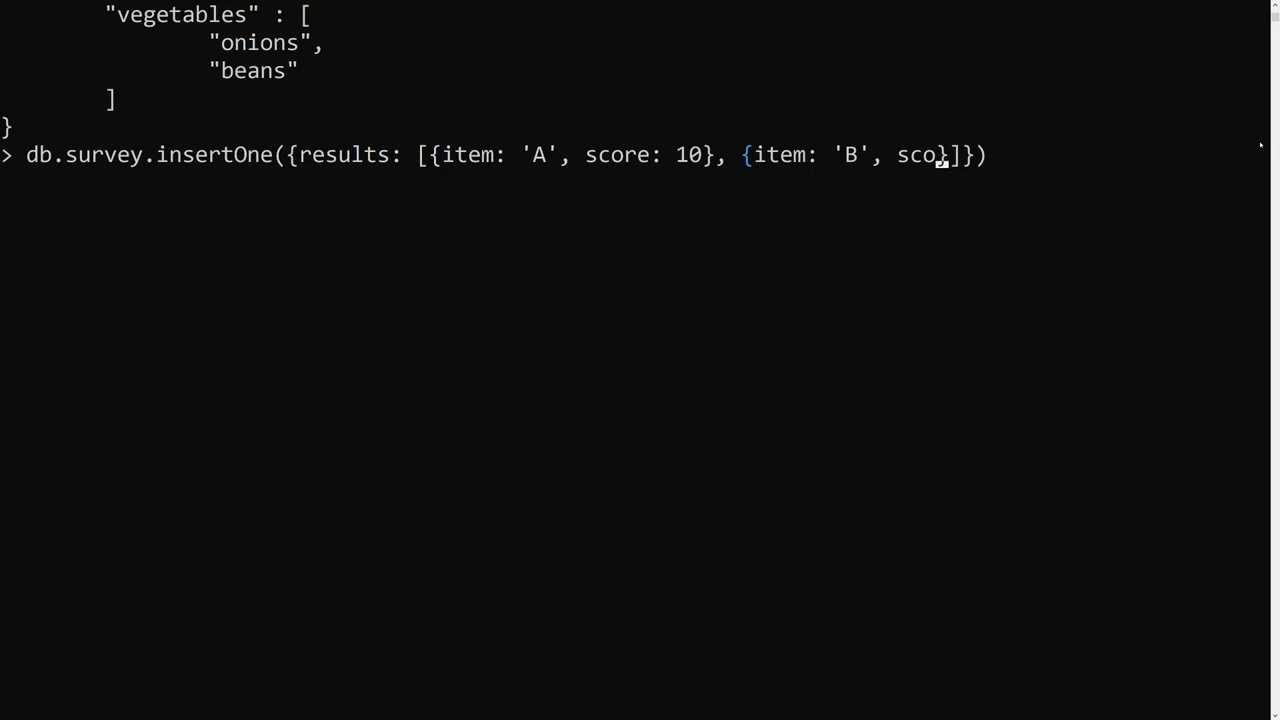 "vegetables" : [
"onions",
"beans"
]
}
> db.survey.insertOne({results: [{item: 'A', score: 10}, {item: 'B', sco}]})